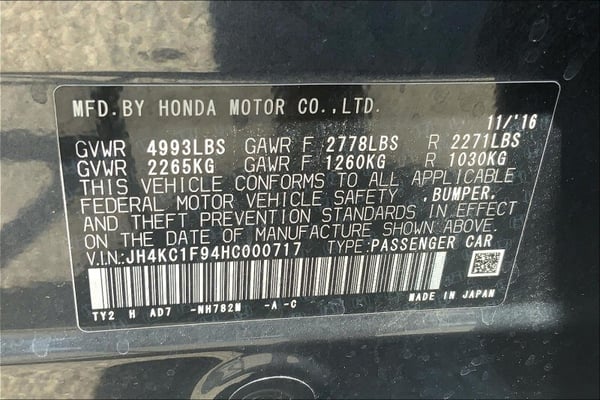 MFD.BY HONDA MOTOR CO.,LTD.
11/'16
GVWR 4993LBS GAWR F 2778LBS R 2271LBS
GVWR 2265KG GAWR F 1260KG R 1030KG
THIS VEHICLE CONFORMS TO ALL APPLICABLE
FEDERAL MOTOR VEHICLE SAFETY ,BUMPER,
AND THEFT PREVENTION STANDARDS IN EFFECT
ON THE DATE OF MANUFACTURE SHOWN ABOVE.
V.I.N: JH4KC1F94HC000717 TYPE:PASSENGER CAR
TY2 H AD7 -NH782M -A -C MADE IN JAPAN